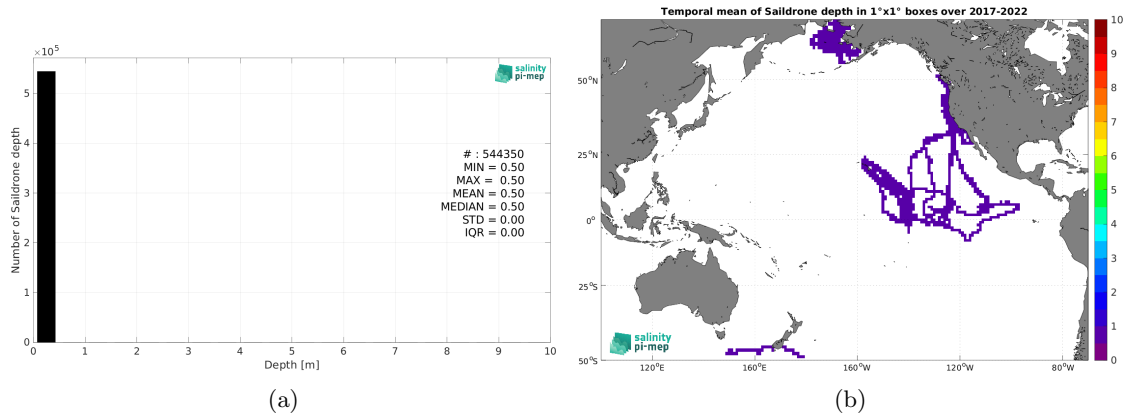 ×10⁵
5
4
3
2
1
0
Number of Saildrone depth
salinity
pi-mep
# : 544350
MIN = 0.50
MAX = 0.50
MEAN = 0.50
MEDIAN = 0.50
STD = 0.00
IQR = 0.00
0 1 2 3 4 5 6 7 8 9 10
Depth [m]
(a)
Temporal mean of Saildrone depth in 1°x1° boxes over 2017-2022
50°N
25°N
0°
25°S
50°S
120°E 160°E 160°W 120°W 80°W
salinity
pi-mep
10
9
8
7
6
5
4
3
2
1
0
(b)